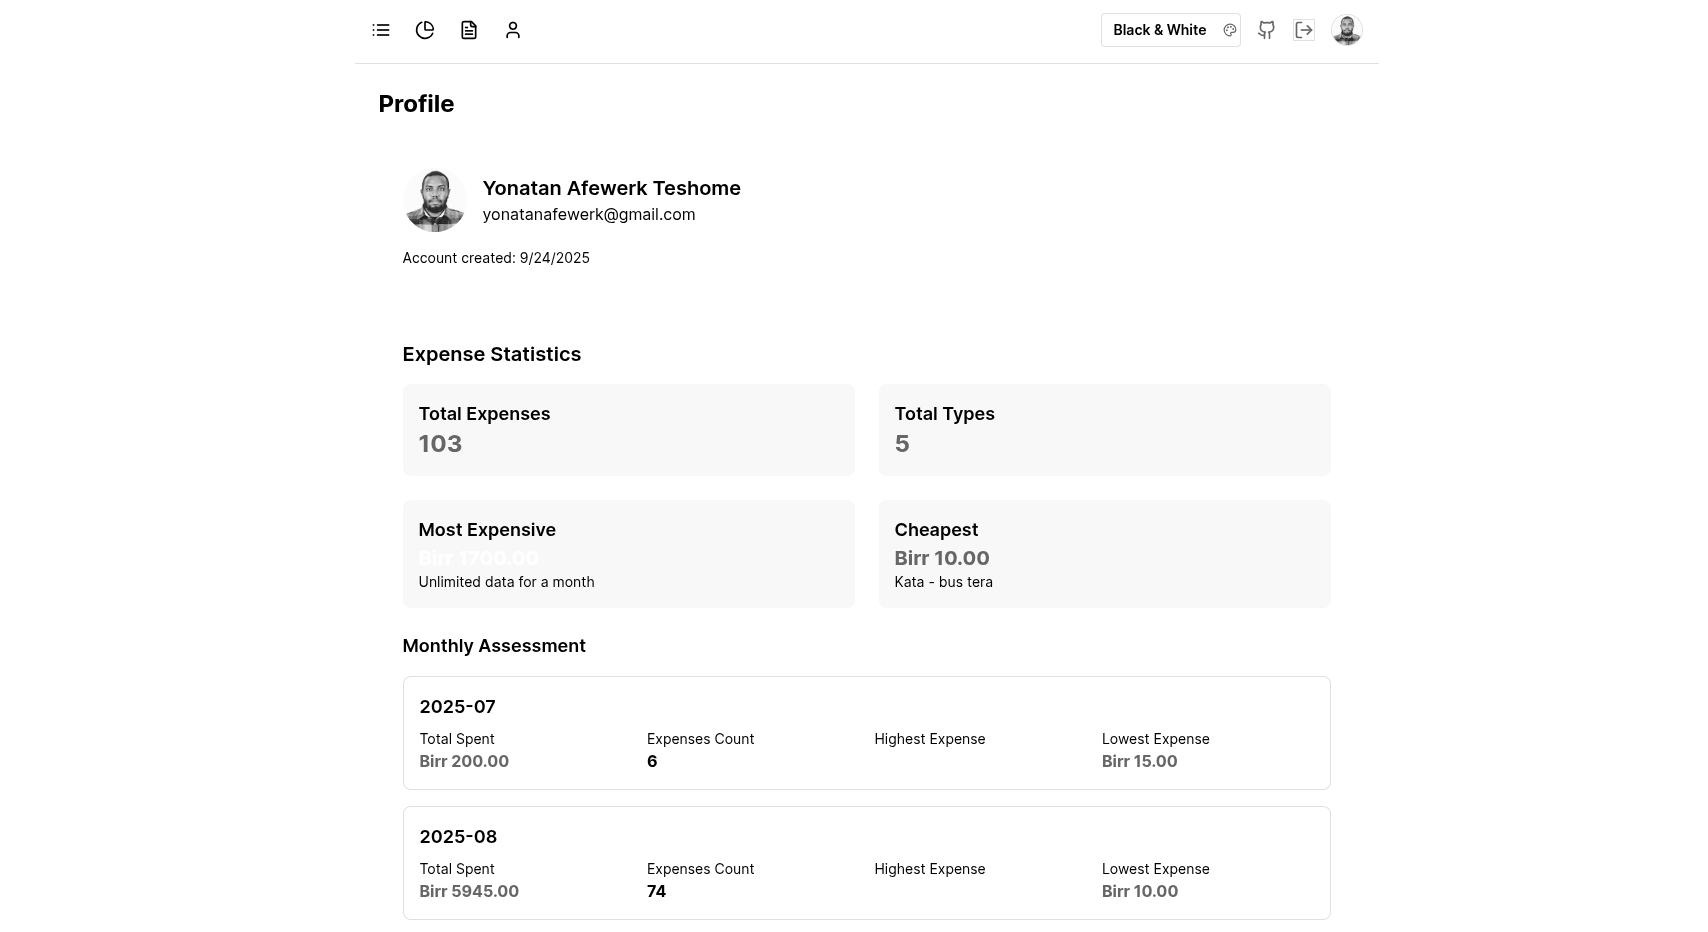 Black & White
Profile
Yonatan Afewerk Teshome
yonatanafewerk@gmail.com
Account created: 9/24/2025
Expense Statistics
Total Expenses
103
Total Types
5
Most Expensive
Birr 1700.00
Unlimited data for a month
Cheapest
Birr 10.00
Kata - bus tera
Monthly Assessment
2025-07
Total Spent
Birr 200.00
Expenses Count
6
Highest Expense
Lowest Expense
Birr 15.00
2025-08
Total Spent
Birr 5945.00
Expenses Count
74
Highest Expense
Lowest Expense
Birr 10.00